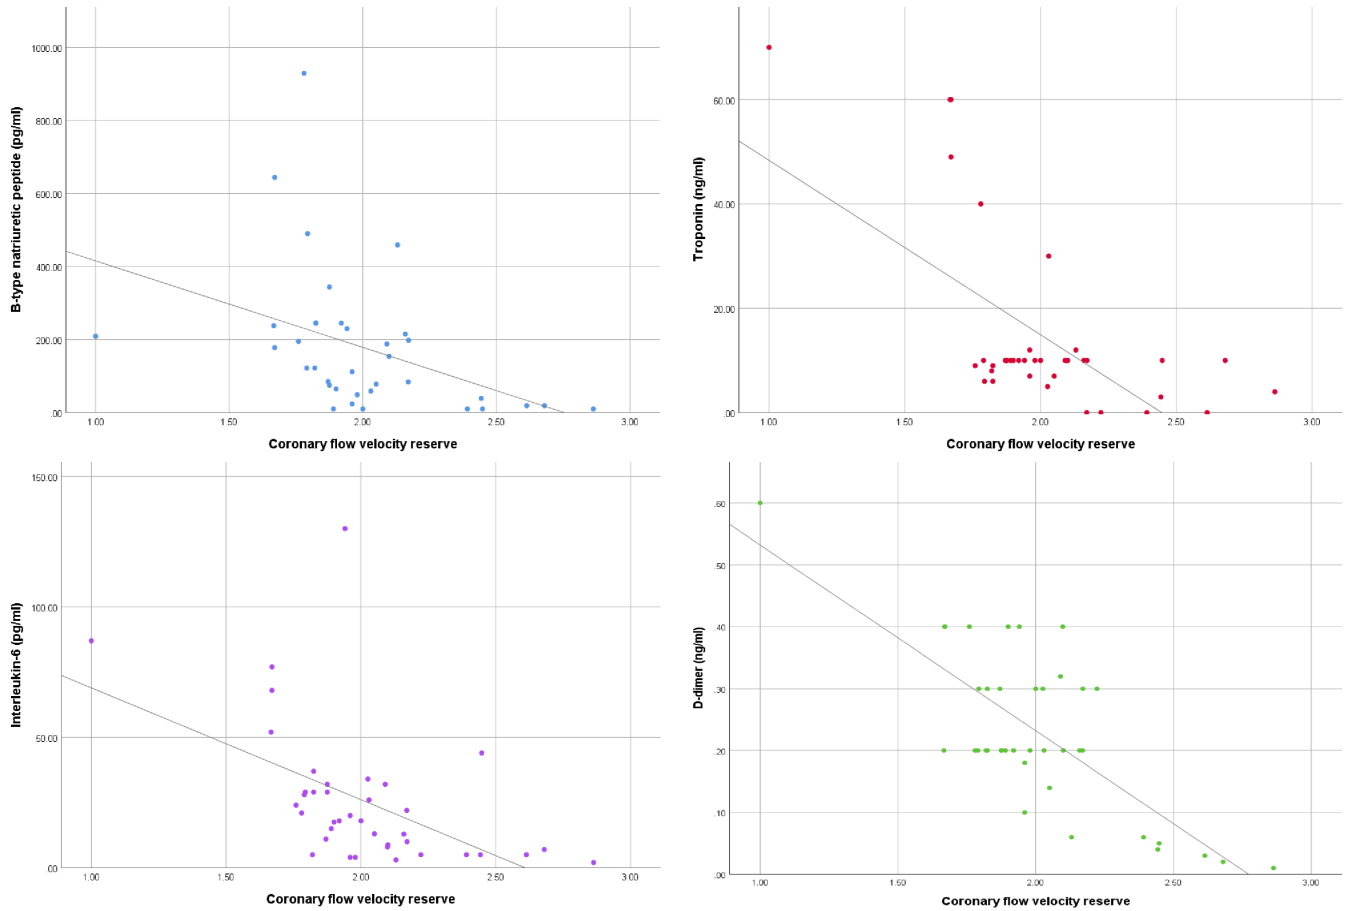 B-type natriuretic peptide (pg/ml)
1000.00
800.00
600.00
400.00
200.00
.00
1.00 1.50 2.00 2.50 3.00
Coronary flow velocity reserve
Troponin (ng/ml)
60.00
40.00
20.00
.00
1.00 1.50 2.00 2.50 3.00
Coronary flow velocity reserve
Interleukin-6 (pg/ml)
150.00
100.00
50.00
.00
1.00 1.50 2.00 2.50 3.00
Coronary flow velocity reserve
D-dimer (ng/ml)
.60
.50
.40
.30
.20
.10
.00
1.00 1.50 2.00 2.50 3.00
Coronary flow velocity reserve